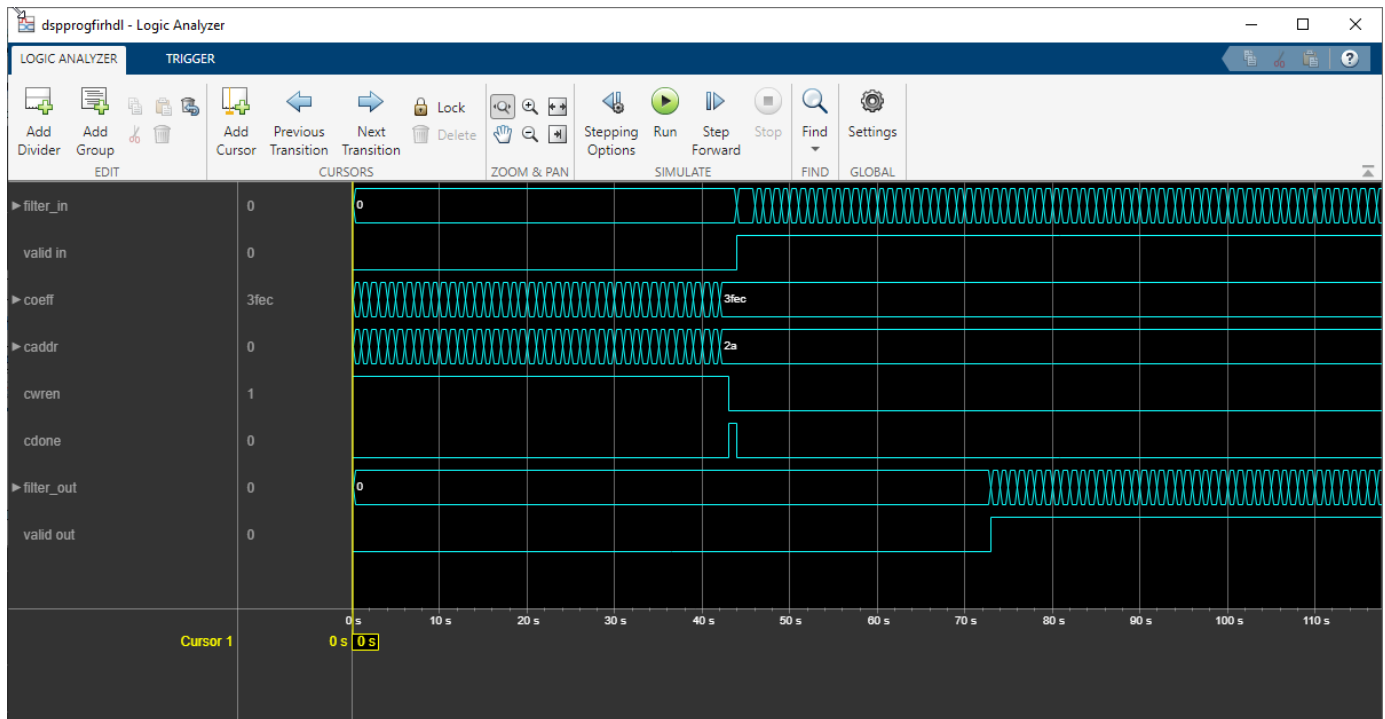 dspprogfirhdl - Logic Analyzer
LOGIC ANALYZER TRIGGER
?
Add Divider
Add Group
Add Cursor
Previous Transition
Next Transition
Lock
Delete
Stepping Options
Run
Step Forward
Stop
Find
Settings
EDIT CURSORS ZOOM & PAN SIMULATE FIND GLOBAL
filter_in 0 0
valid in 0
coeff 3fec 3fec
caddr 0 2a
cwren 1
cdone 0
filter_out 0 0
valid out 0
0 s 10 s 20 s 30 s 40 s 50 s 60 s 70 s 80 s 90 s 100 s 110 s
Cursor 1 0 s 0 s